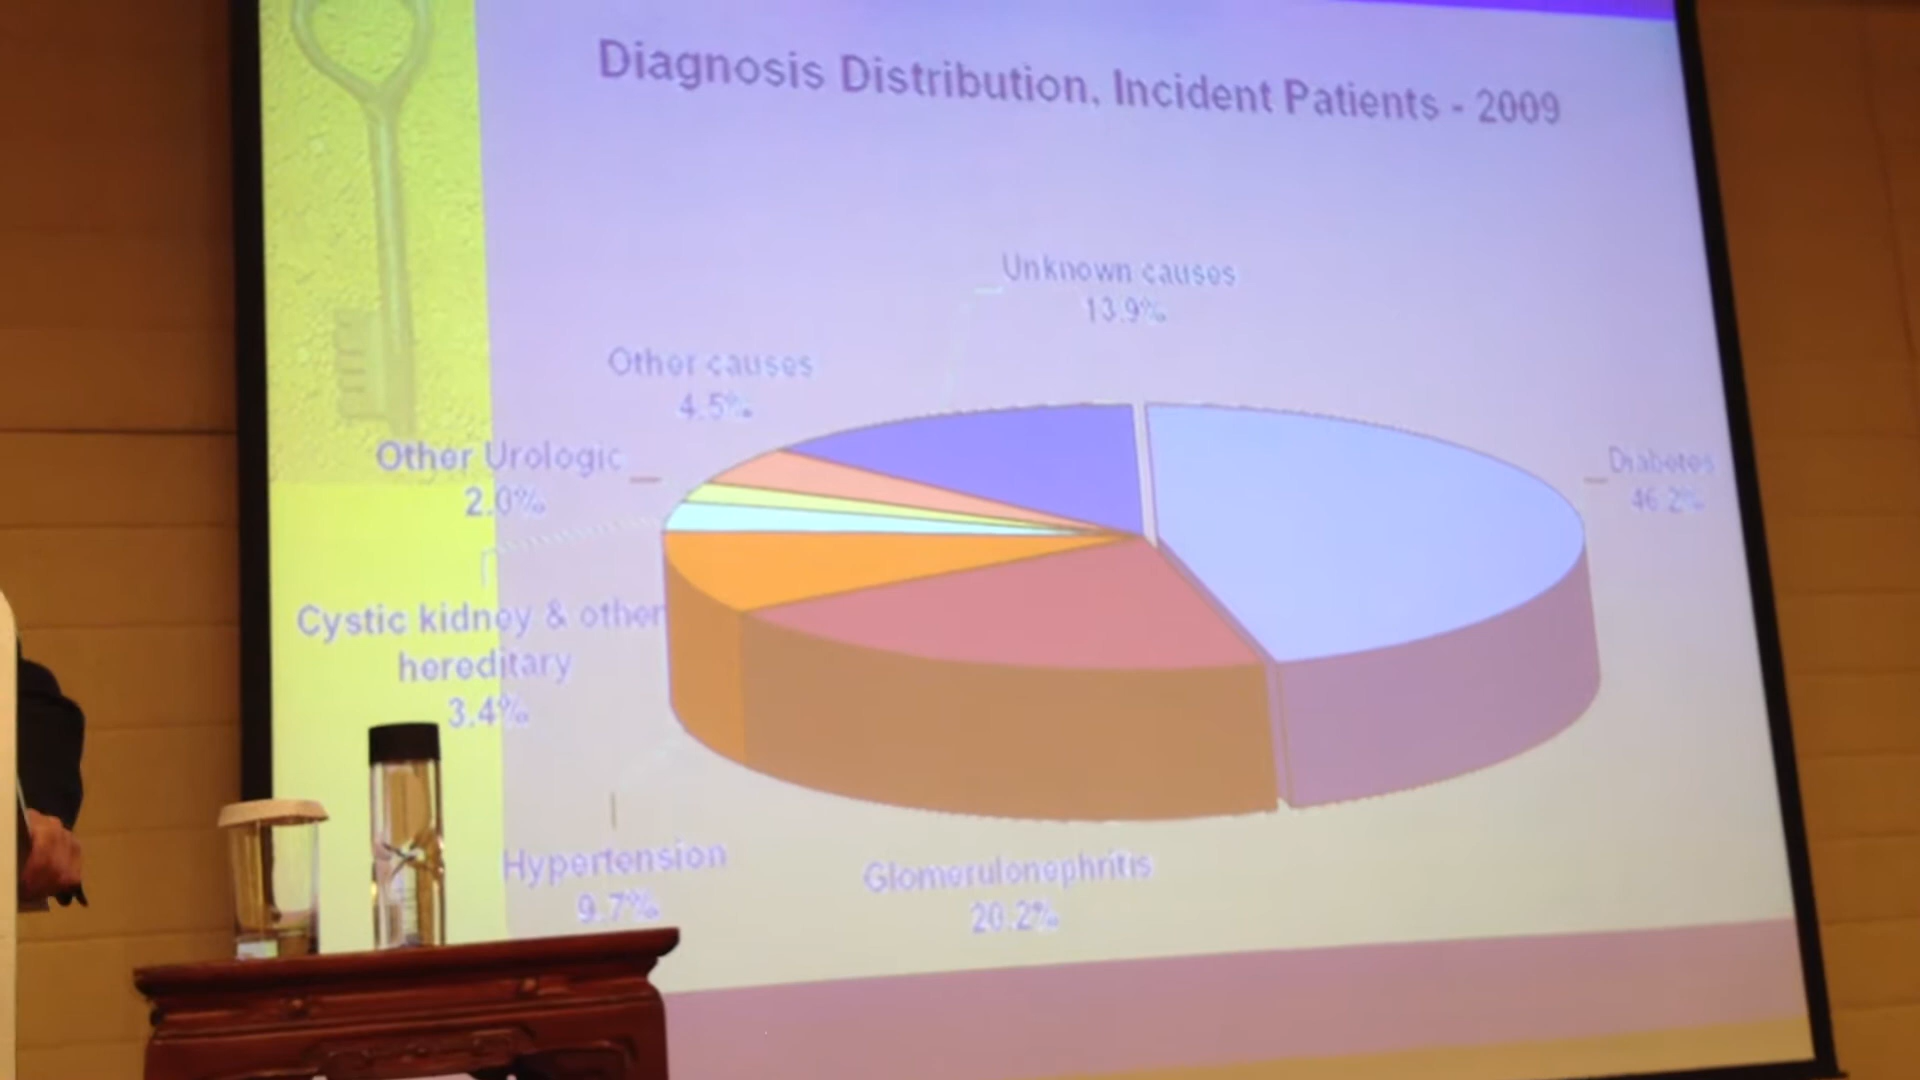 Diagnosis Distribution, Incident Patients - 2009
Unknown causes
13.9%
Other causes
4.5%
Other Urologic
2.0%
Diabetes
46.2%
Cystic kidney & other
hereditary
3.4%
Hypertension
9.7%
Glomerulonephritis
20.2%